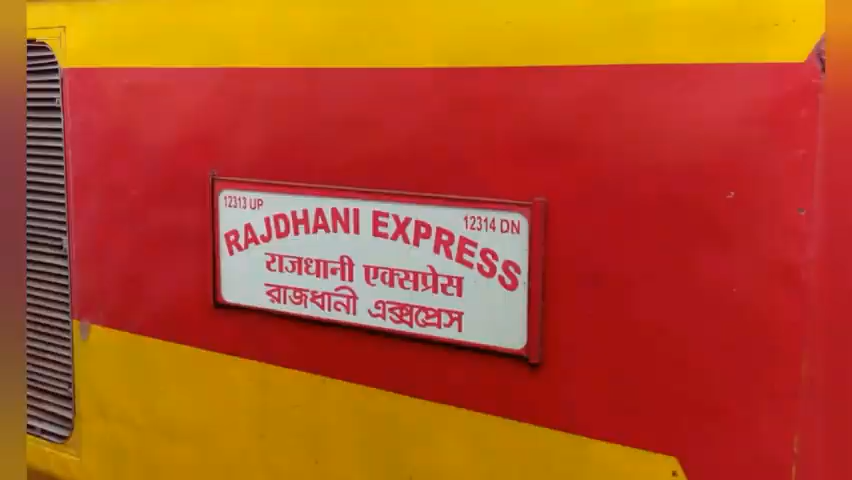 12313 UP
12314 DN
RAJDHANI EXPRESS
राजधानी एक्सप्रेस
রাজধানী এক্সপ্রেস